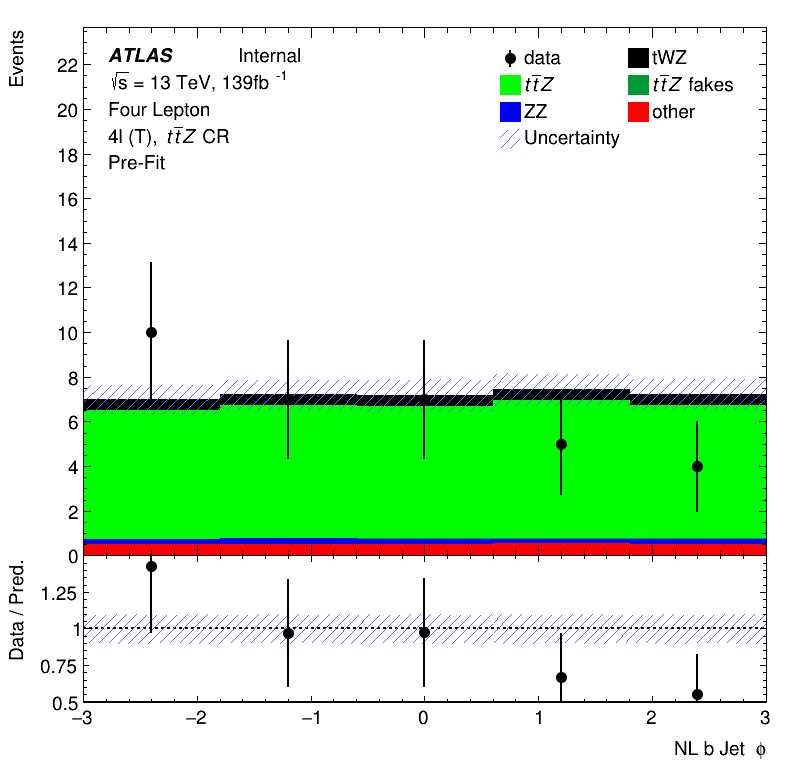 Events
22
20
18
16
14
12
10
8
6
4
2
0
ATLAS Internal
√s = 13 TeV, 139fb -1
Four Lepton
4l (T), tt̄Z CR
Pre-Fit
data
tWZ
tt̄Z
tt̄Z fakes
ZZ
other
Uncertainty
Data / Pred.
1.25
1
0.75
0.5
−3 −2 −1 0 1 2 3
NL b Jet ϕ